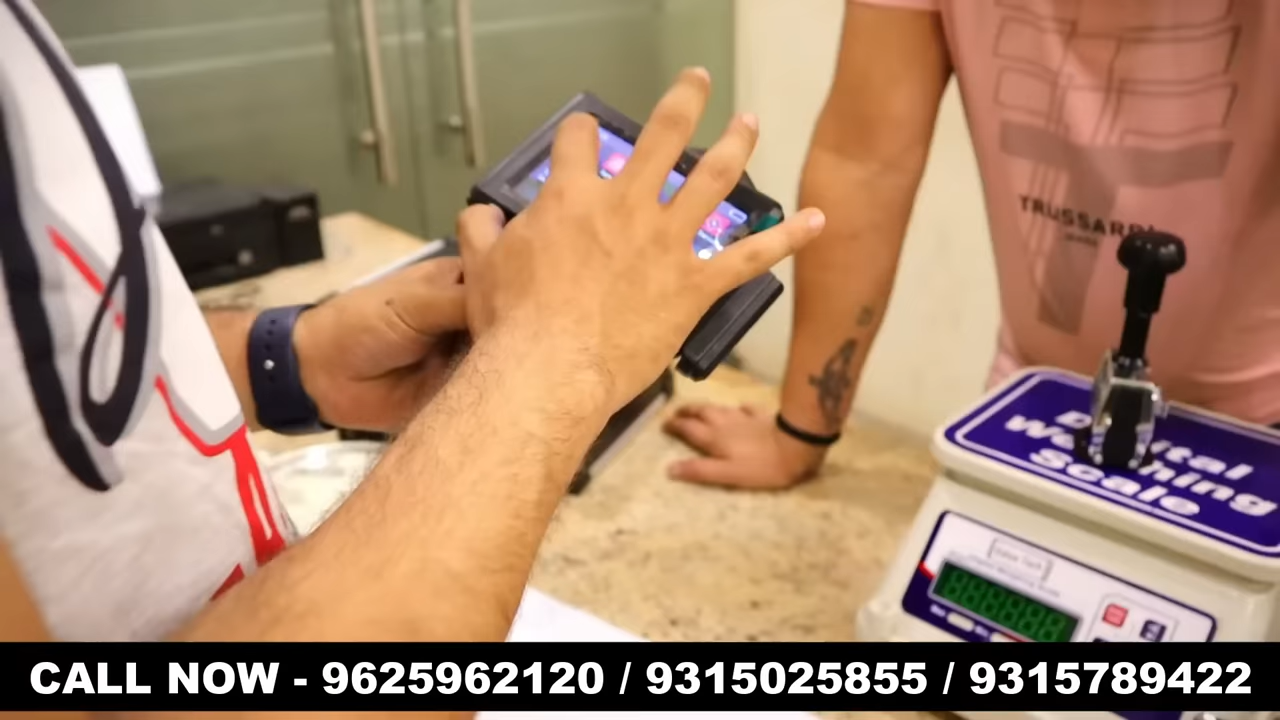 TRUSSARDI
Digital
Weighing
Scale
CALL NOW - 9625962120 / 9315025855 / 9315789422